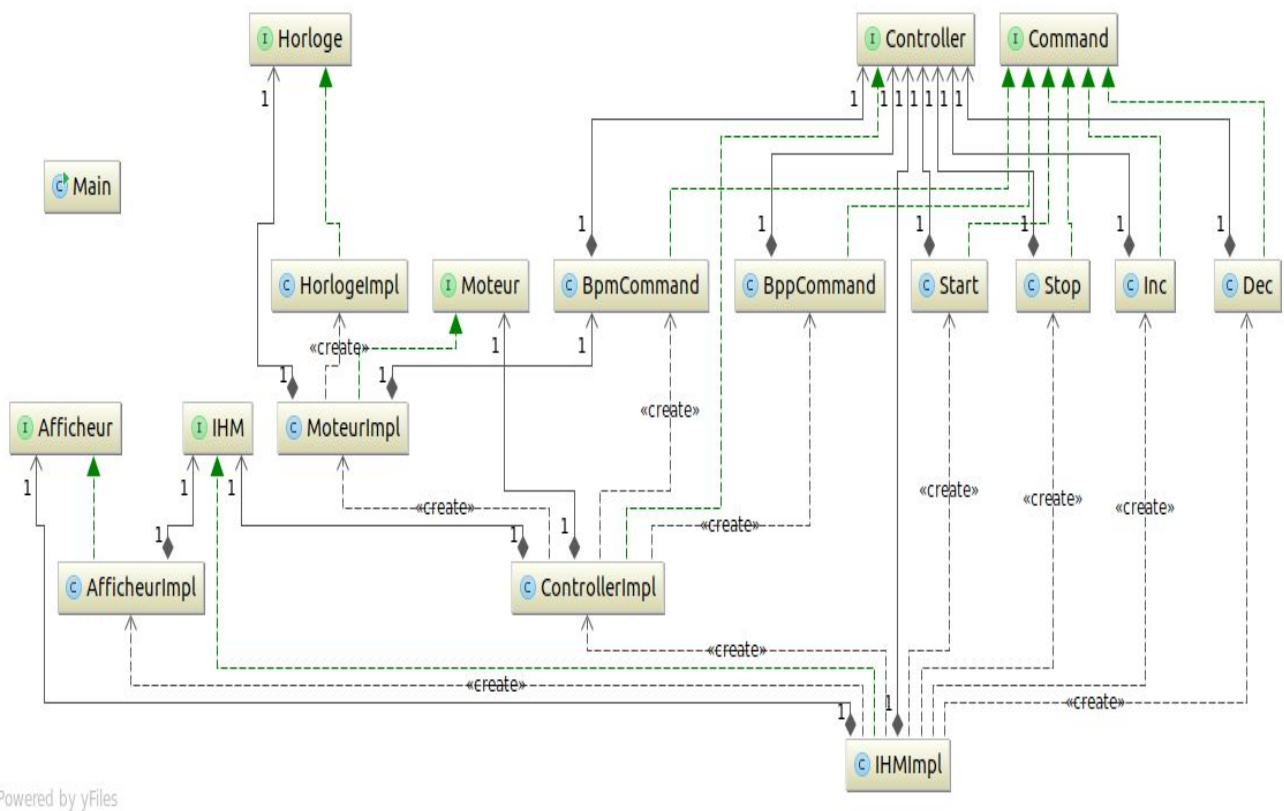 I Horloge
I Controller
I Command
1
1
1
1
1
1
1
1
C Main
1
1
1
1
1
1
C HorlogeImpl
I Moteur
C BpmCommand
C BppCommand
C Start
C Stop
C Inc
C Dec
«create»
1
1
1
1
I Afficheur
I IHM
C MoteurImpl
«create»
1
1
1
«create»
«create»
«create»
«create»
1
1
1
«create»
C AfficheurImpl
C ControllerImpl
«create»
«create»
«create»
1
1
C IHMImpl
Powered by yFiles